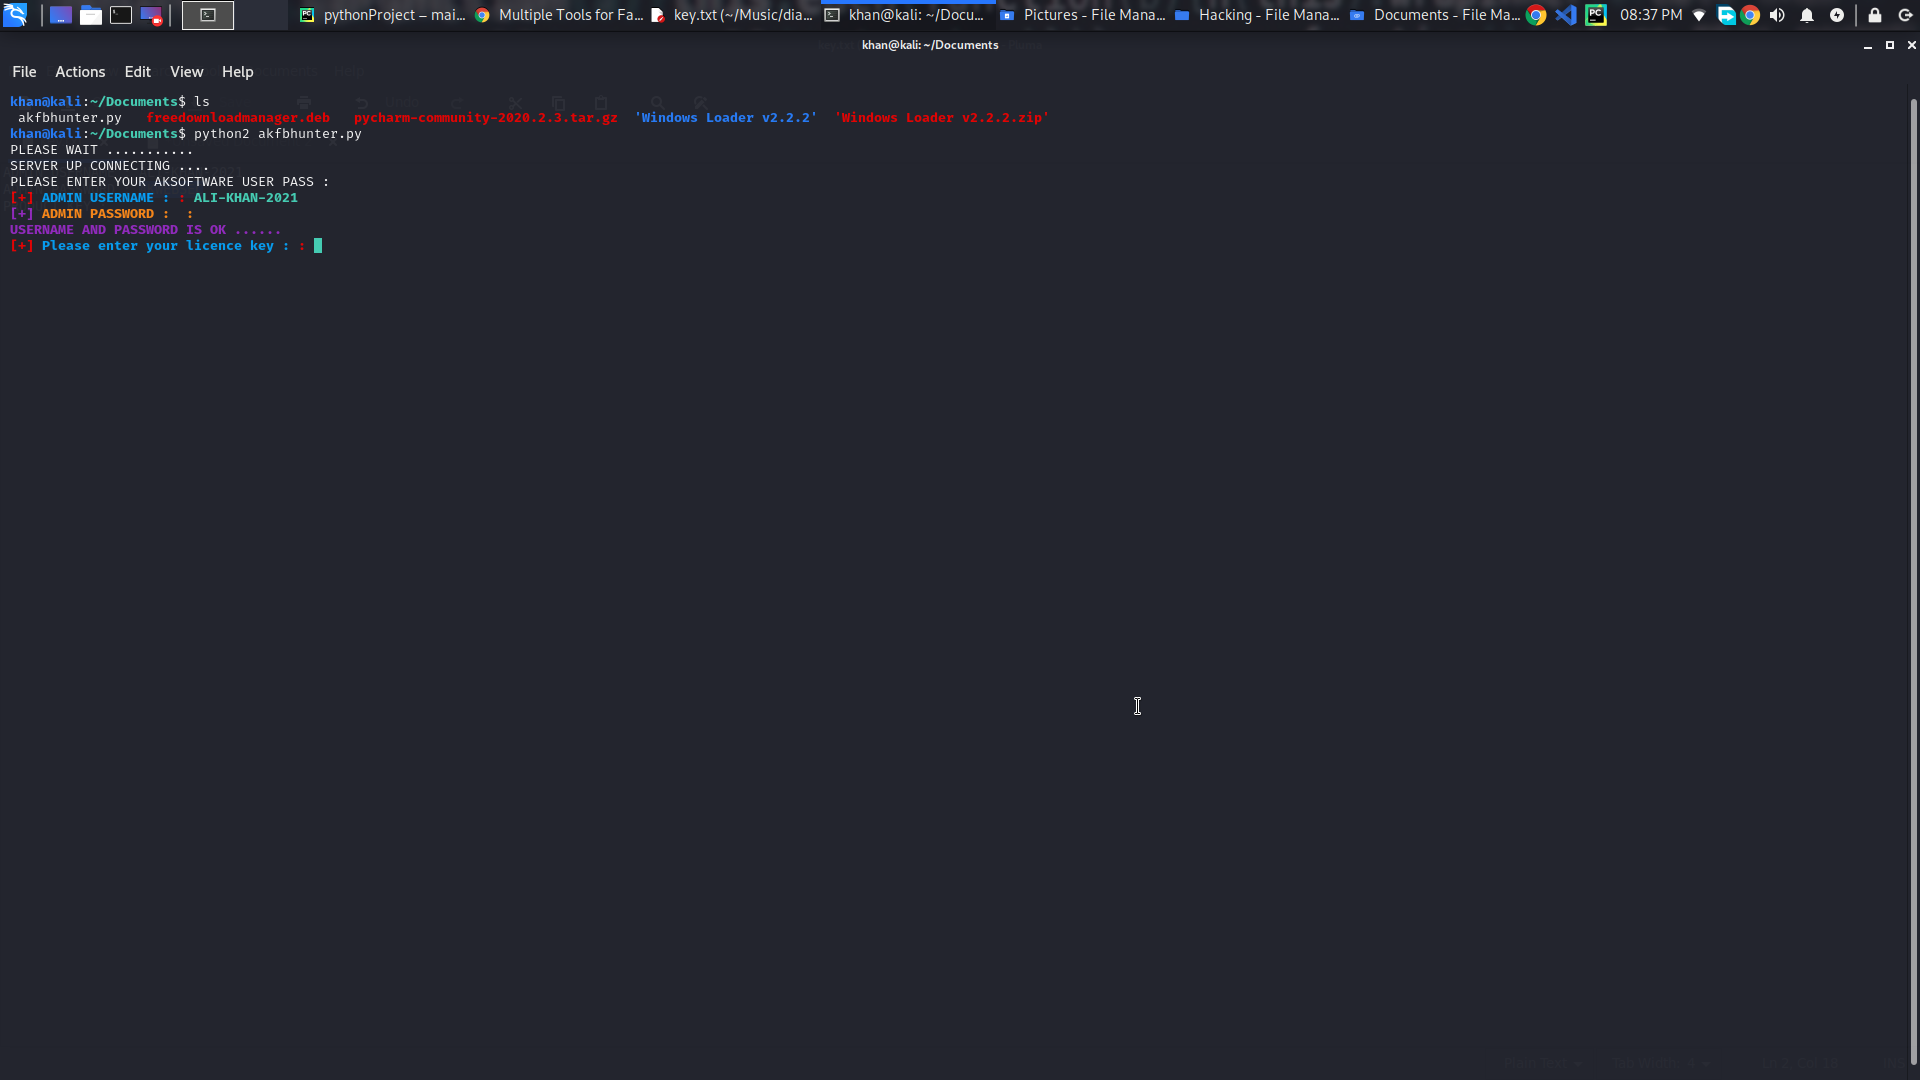 pythonProject – mai... Multiple Tools for Fa... key.txt (~/Music/dia... khan@kali: ~/Docu... Pictures - File Mana... Hacking - File Mana... Documents - File Ma... 08:37 PM
khan@kali: ~/Documents
File Actions Edit View Help
khan@kali:~/Documents$ ls
akfbhunter.py freedownloadmanager.deb pycharm-community-2020.2.3.tar.gz 'Windows Loader v2.2.2' 'Windows Loader v2.2.2.zip'
khan@kali:~/Documents$ python2 akfbhunter.py
PLEASE WAIT ...........
SERVER UP CONNECTING ....
PLEASE ENTER YOUR AKSOFTWARE USER PASS :
[+] ADMIN USERNAME : : ALI-KHAN-2021
[+] ADMIN PASSWORD :  :
USERNAME AND PASSWORD IS OK ......
[+] Please enter your licence key : :